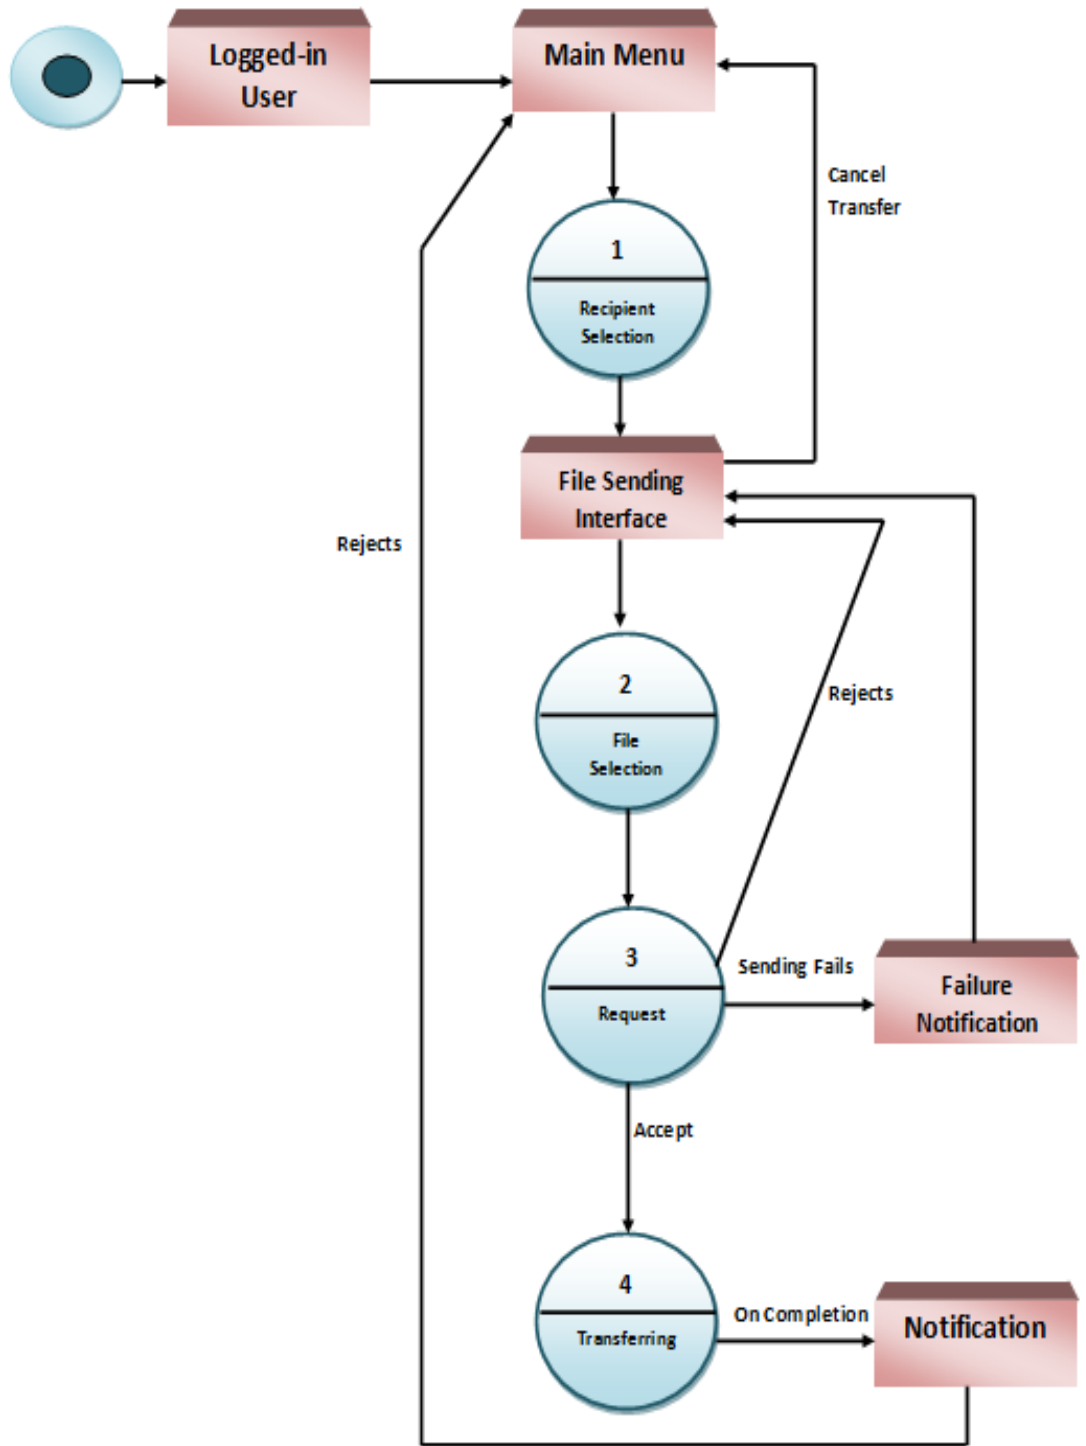 Logged-in
User
Main Menu
Cancel
Transfer
1
Recipient
Selection
File Sending
Interface
Rejects
2
File
Selection
Rejects
3
Request
Sending Fails
Failure
Notification
Accept
4
Transferring
On Completion
Notification